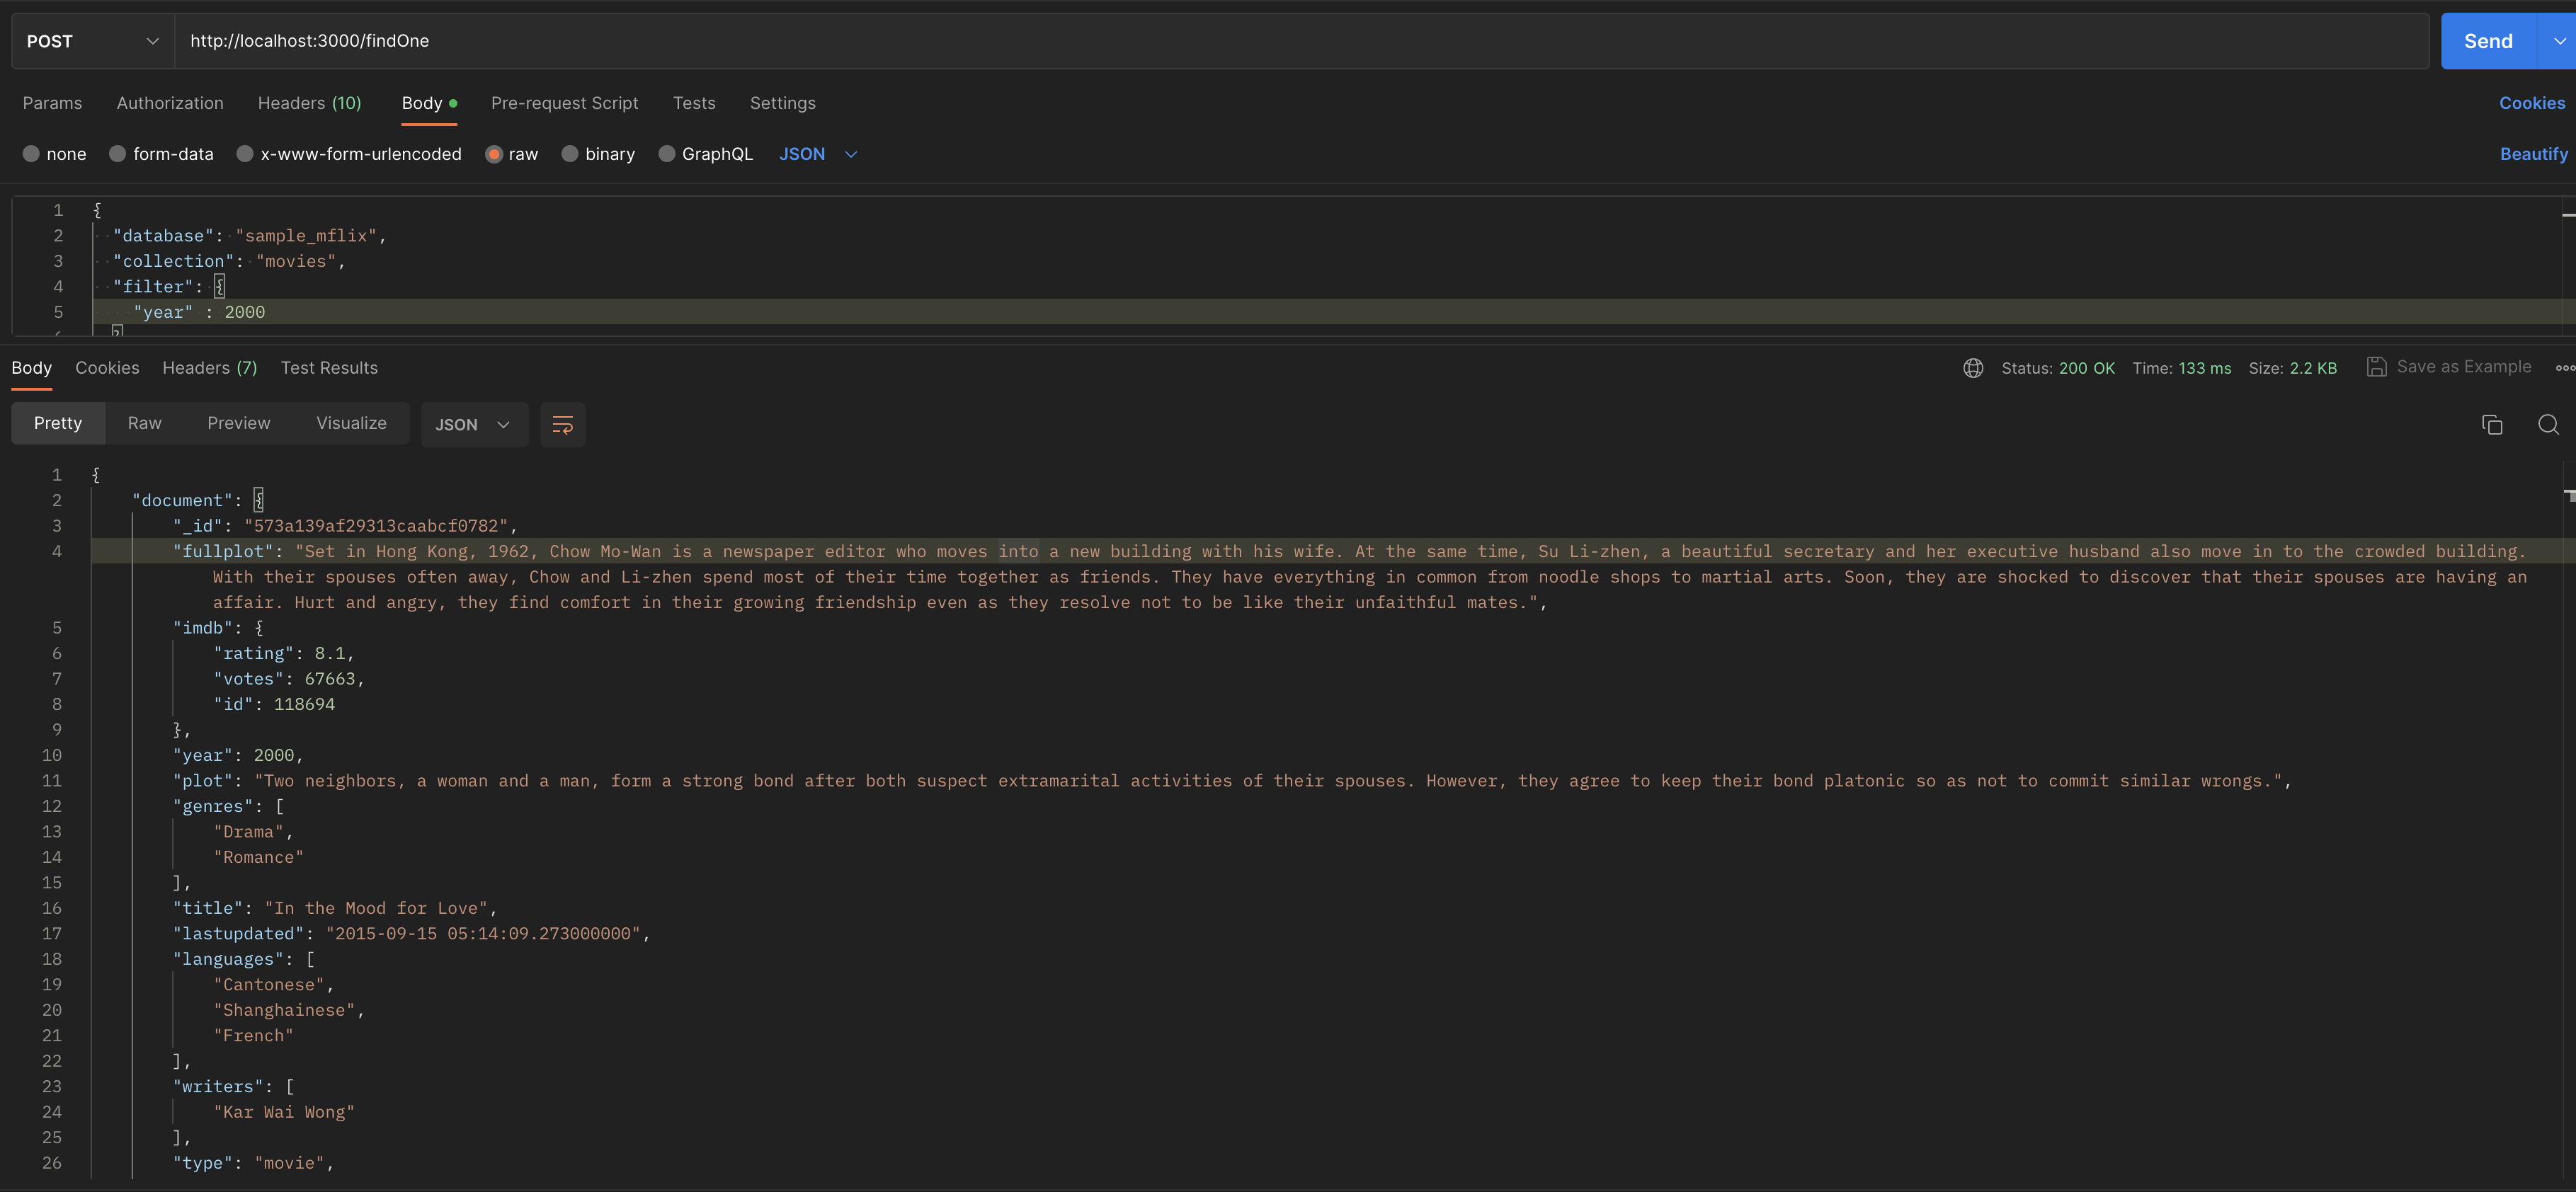 POST http://localhost:3000/findOne Send
Params Authorization Headers (10) Body Pre-request Script Tests Settings Cookies
none form-data x-www-form-urlencoded raw binary GraphQL JSON Beautify
1 {
2 "database": "sample_mflix",
3 "collection": "movies",
4 "filter": {
5 "year" : 2000
}
Body Cookies Headers (7) Test Results Status: 200 OK Time: 133 ms Size: 2.2 KB Save as Example
Pretty Raw Preview Visualize JSON
1 {
2 "document": {
3 "_id": "573a139af29313caabcf0782",
4 "fullplot": "Set in Hong Kong, 1962, Chow Mo-Wan is a newspaper editor who moves into a new building with his wife. At the same time, Su Li-zhen, a beautiful secretary and her executive husband also move in to the crowded building.
With their spouses often away, Chow and Li-zhen spend most of their time together as friends. They have everything in common from noodle shops to martial arts. Soon, they are shocked to discover that their spouses are having an
affair. Hurt and angry, they find comfort in their growing friendship even as they resolve not to be like their unfaithful mates.",
5 "imdb": {
6 "rating": 8.1,
7 "votes": 67663,
8 "id": 118694
9 },
10 "year": 2000,
11 "plot": "Two neighbors, a woman and a man, form a strong bond after both suspect extramarital activities of their spouses. However, they agree to keep their bond platonic so as not to commit similar wrongs.",
12 "genres": [
13 "Drama",
14 "Romance"
15 ],
16 "title": "In the Mood for Love",
17 "lastupdated": "2015-09-15 05:14:09.273000000",
18 "languages": [
19 "Cantonese",
20 "Shanghainese",
21 "French"
22 ],
23 "writers": [
24 "Kar Wai Wong"
25 ],
26 "type": "movie",